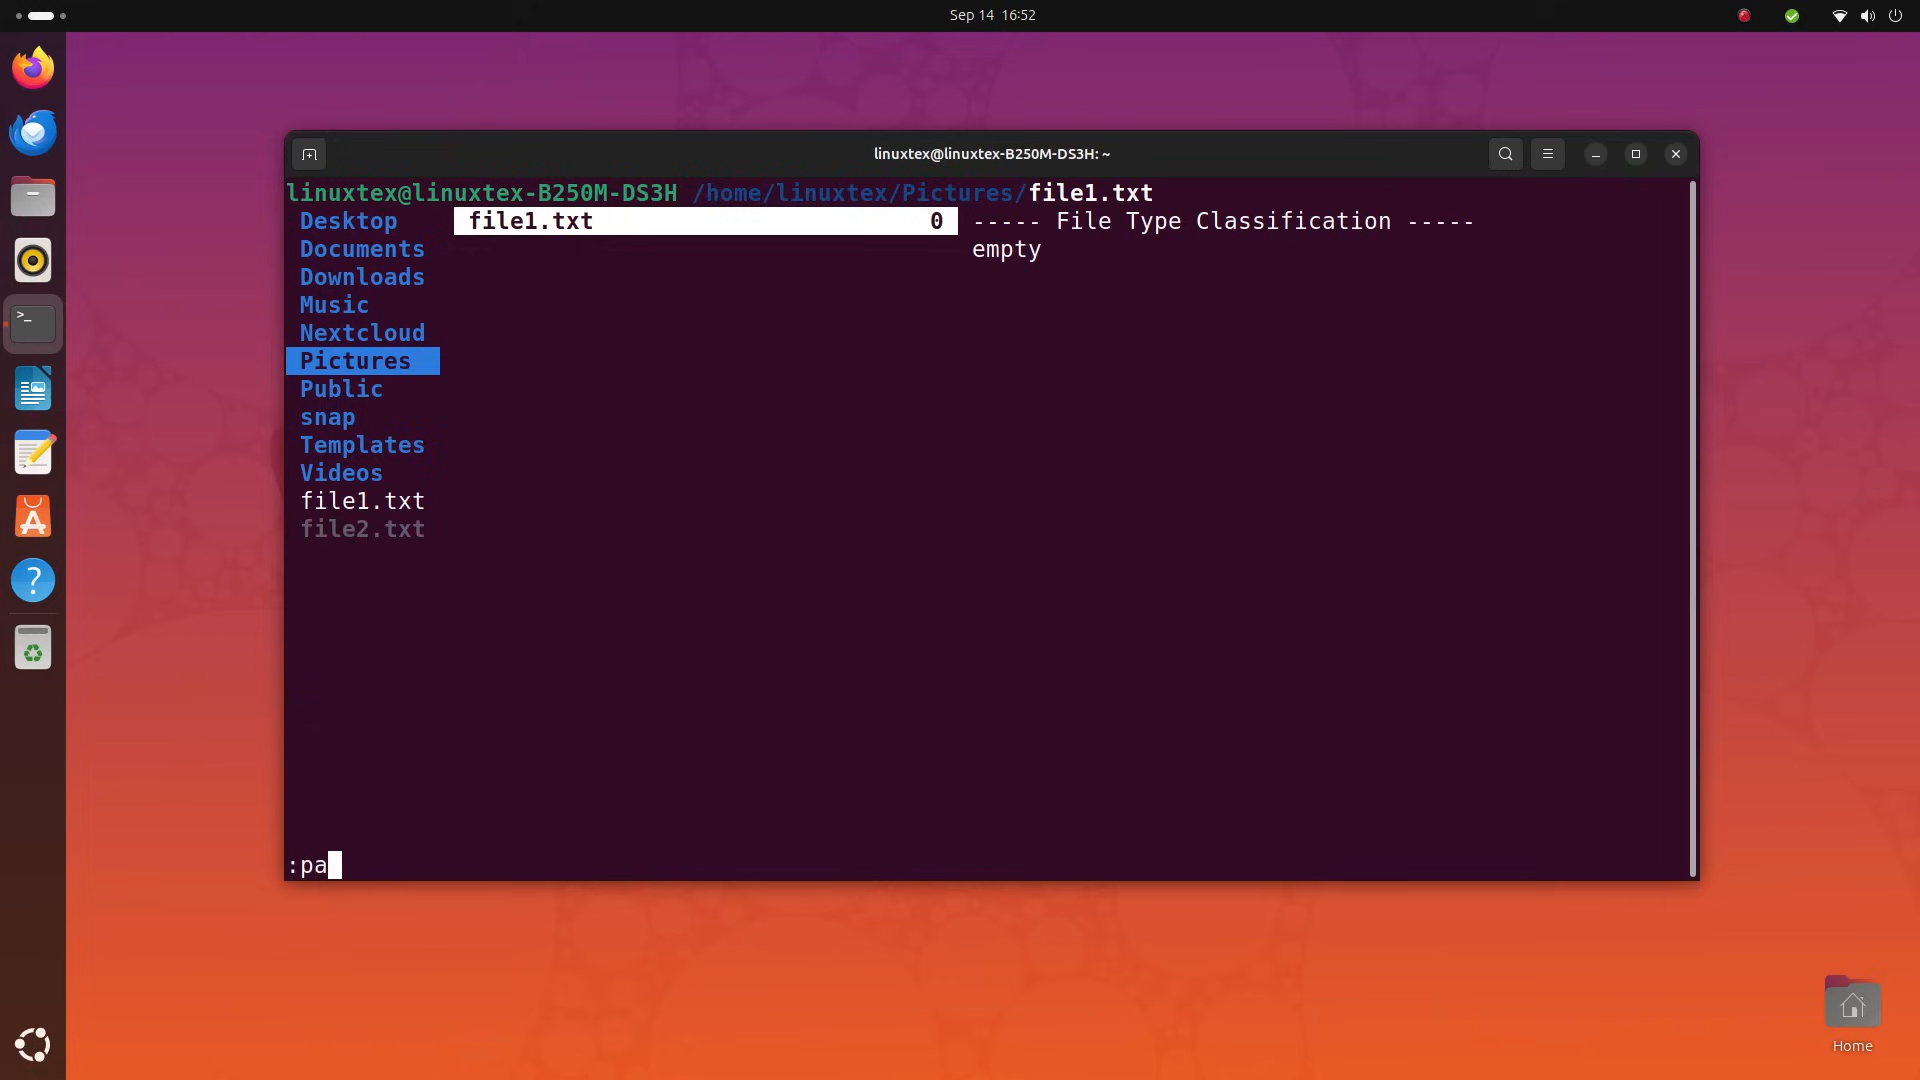 Sep 14 16:52
linuxtex@linuxtex-B250M-DS3H: ~
linuxtex@linuxtex-B250M-DS3H /home/linuxtex/Pictures/file1.txt
Desktop
Documents
Downloads
Music
Nextcloud
Pictures
Public
snap
Templates
Videos
file1.txt
file2.txt
file1.txt 0
----- File Type Classification -----
empty
:pa
Home